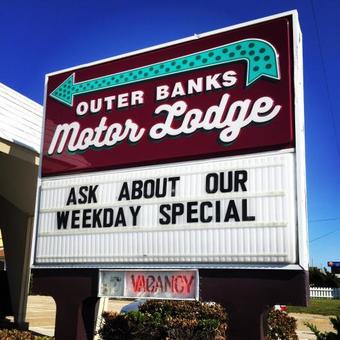 OUTER BANKS
Motor Lodge
ASK ABOUT OUR
WEEKDAY SPECIAL
VACANCY